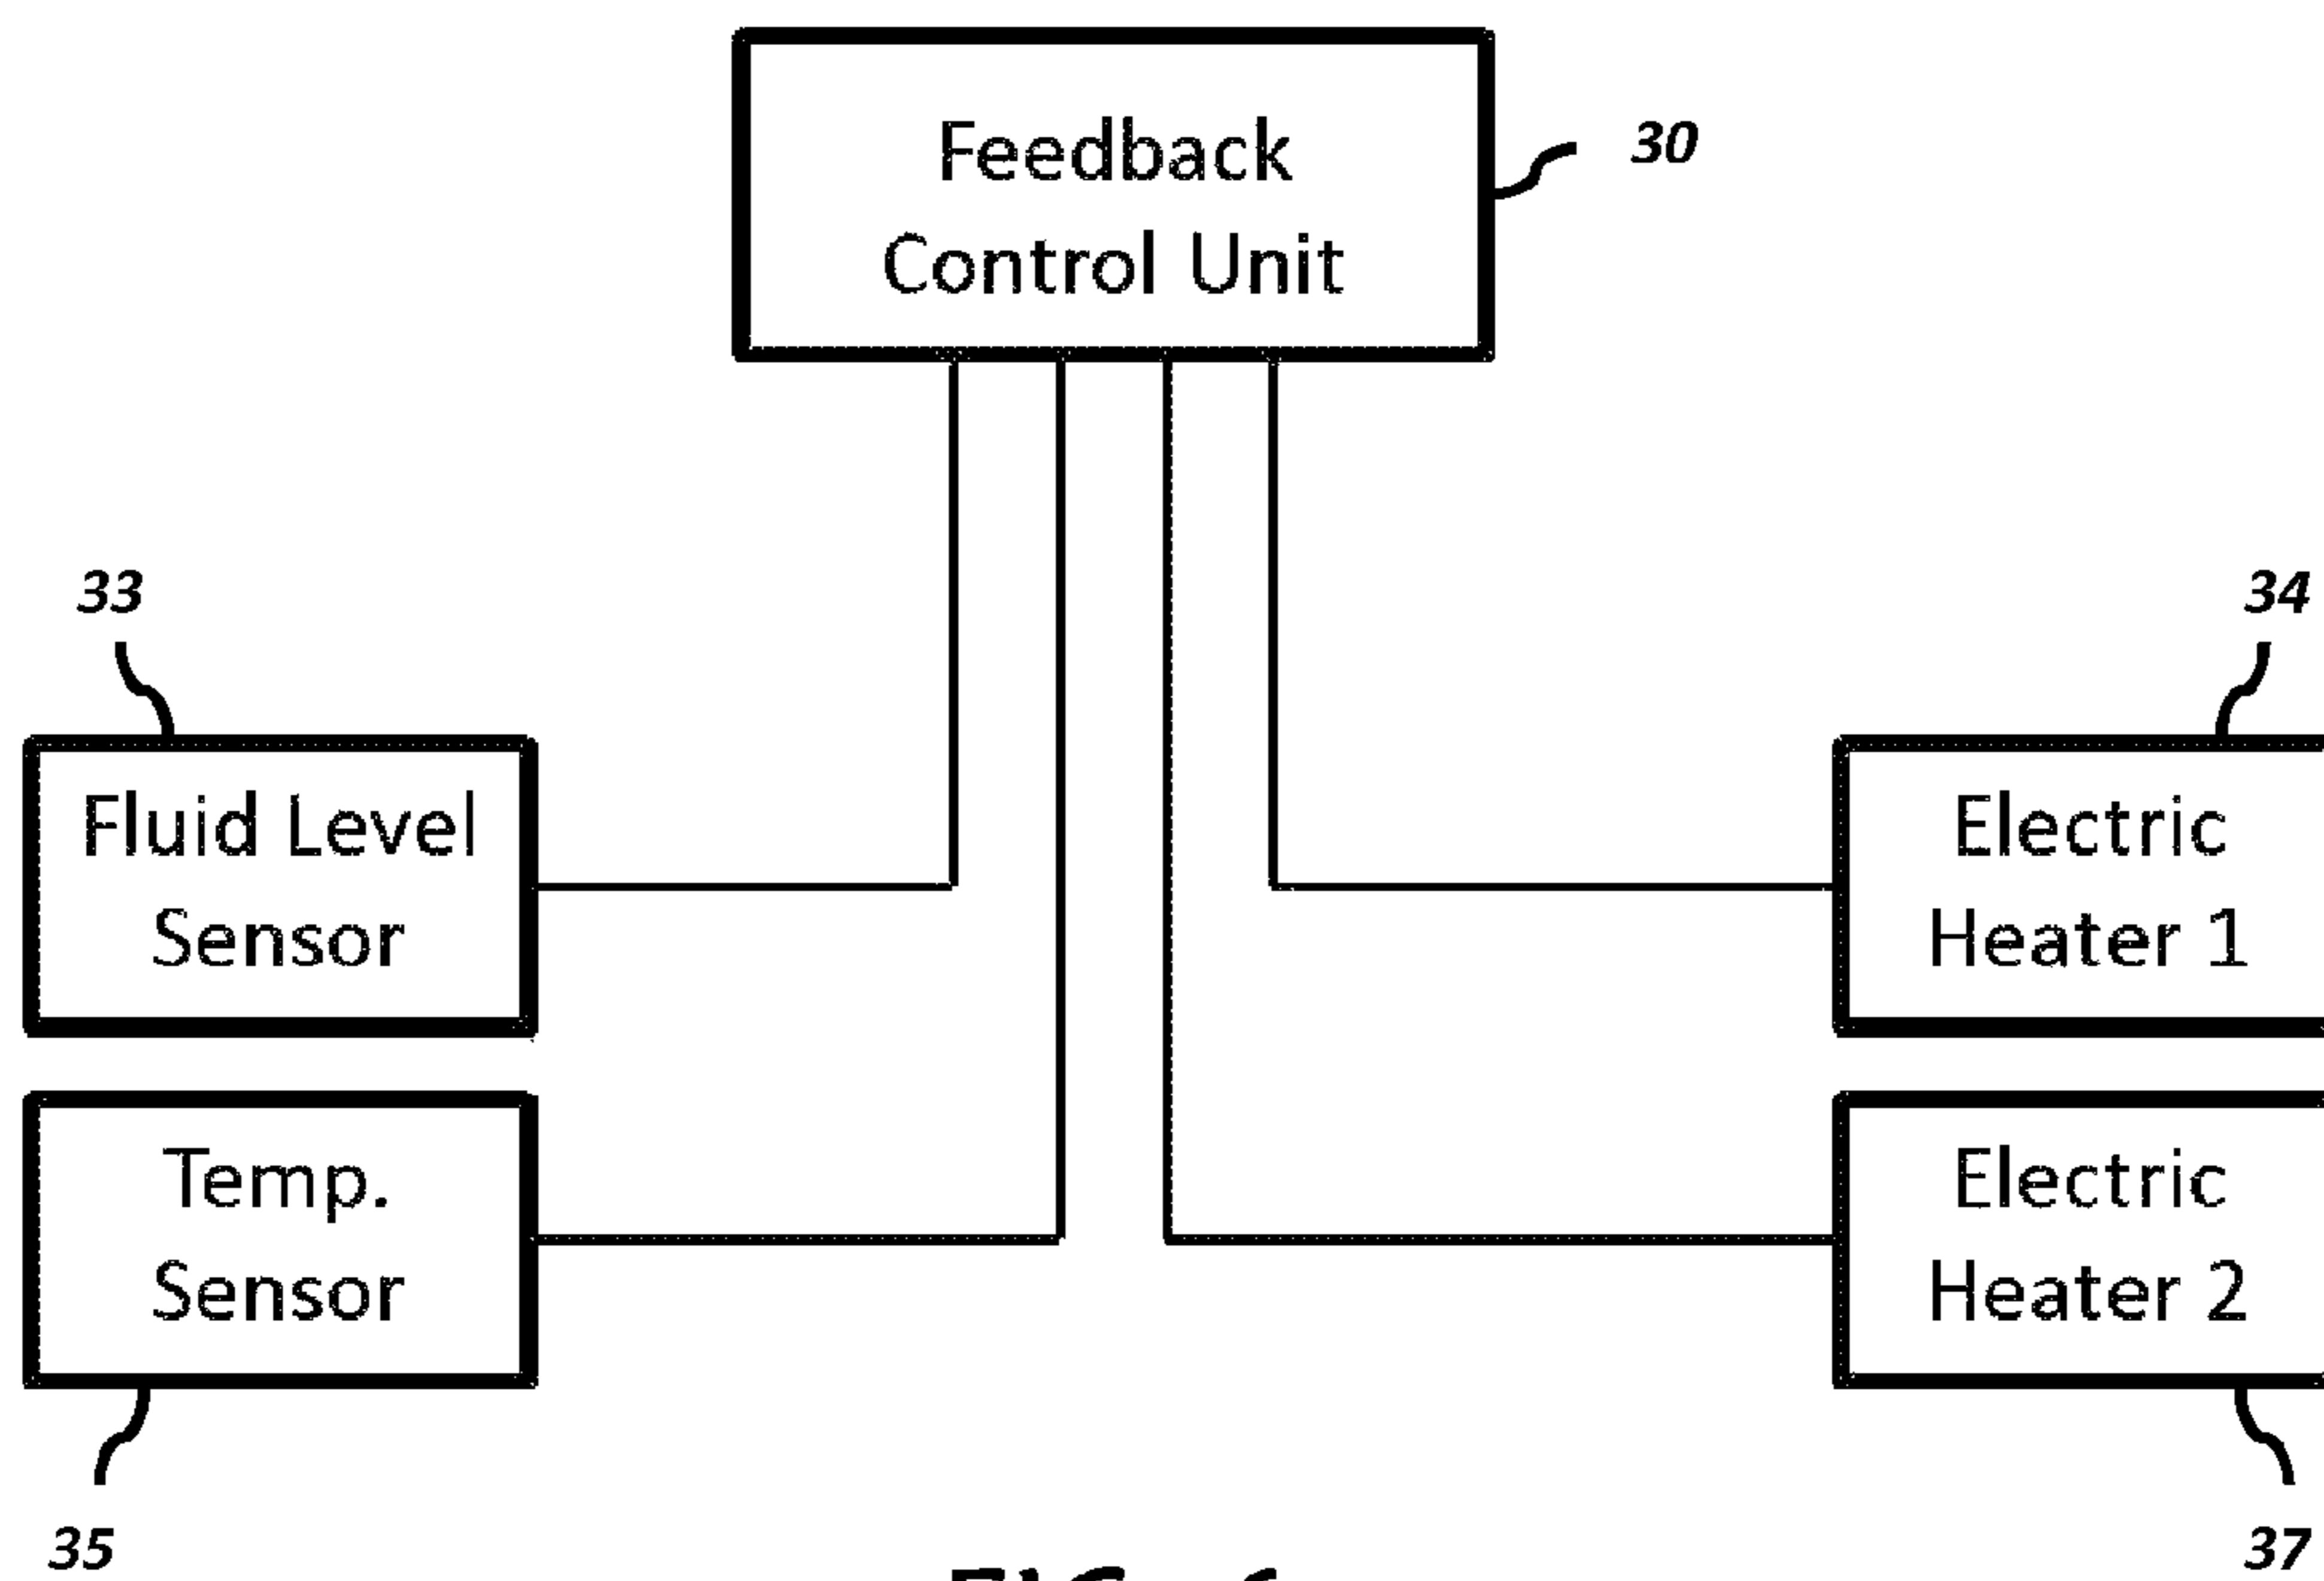 Feedback
Control Unit
30
33
34
Fluid Level
Sensor
Electric
Heater 1
Temp.
Sensor
Electric
Heater 2
35
37